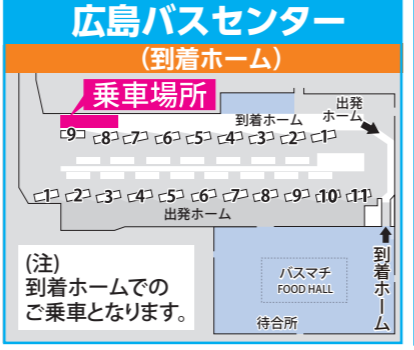 広島バスセンター
(到着ホーム)
乗車場所
到着ホーム
出発
ホーム
9 8 7 6 5 4 3 2 1
1 2 3 4 5 6 7 8 9 10 11
出発ホーム
到着ホーム
(注)
到着ホームでの
ご乗車となります。
バスマチ
FOOD HALL
待合所